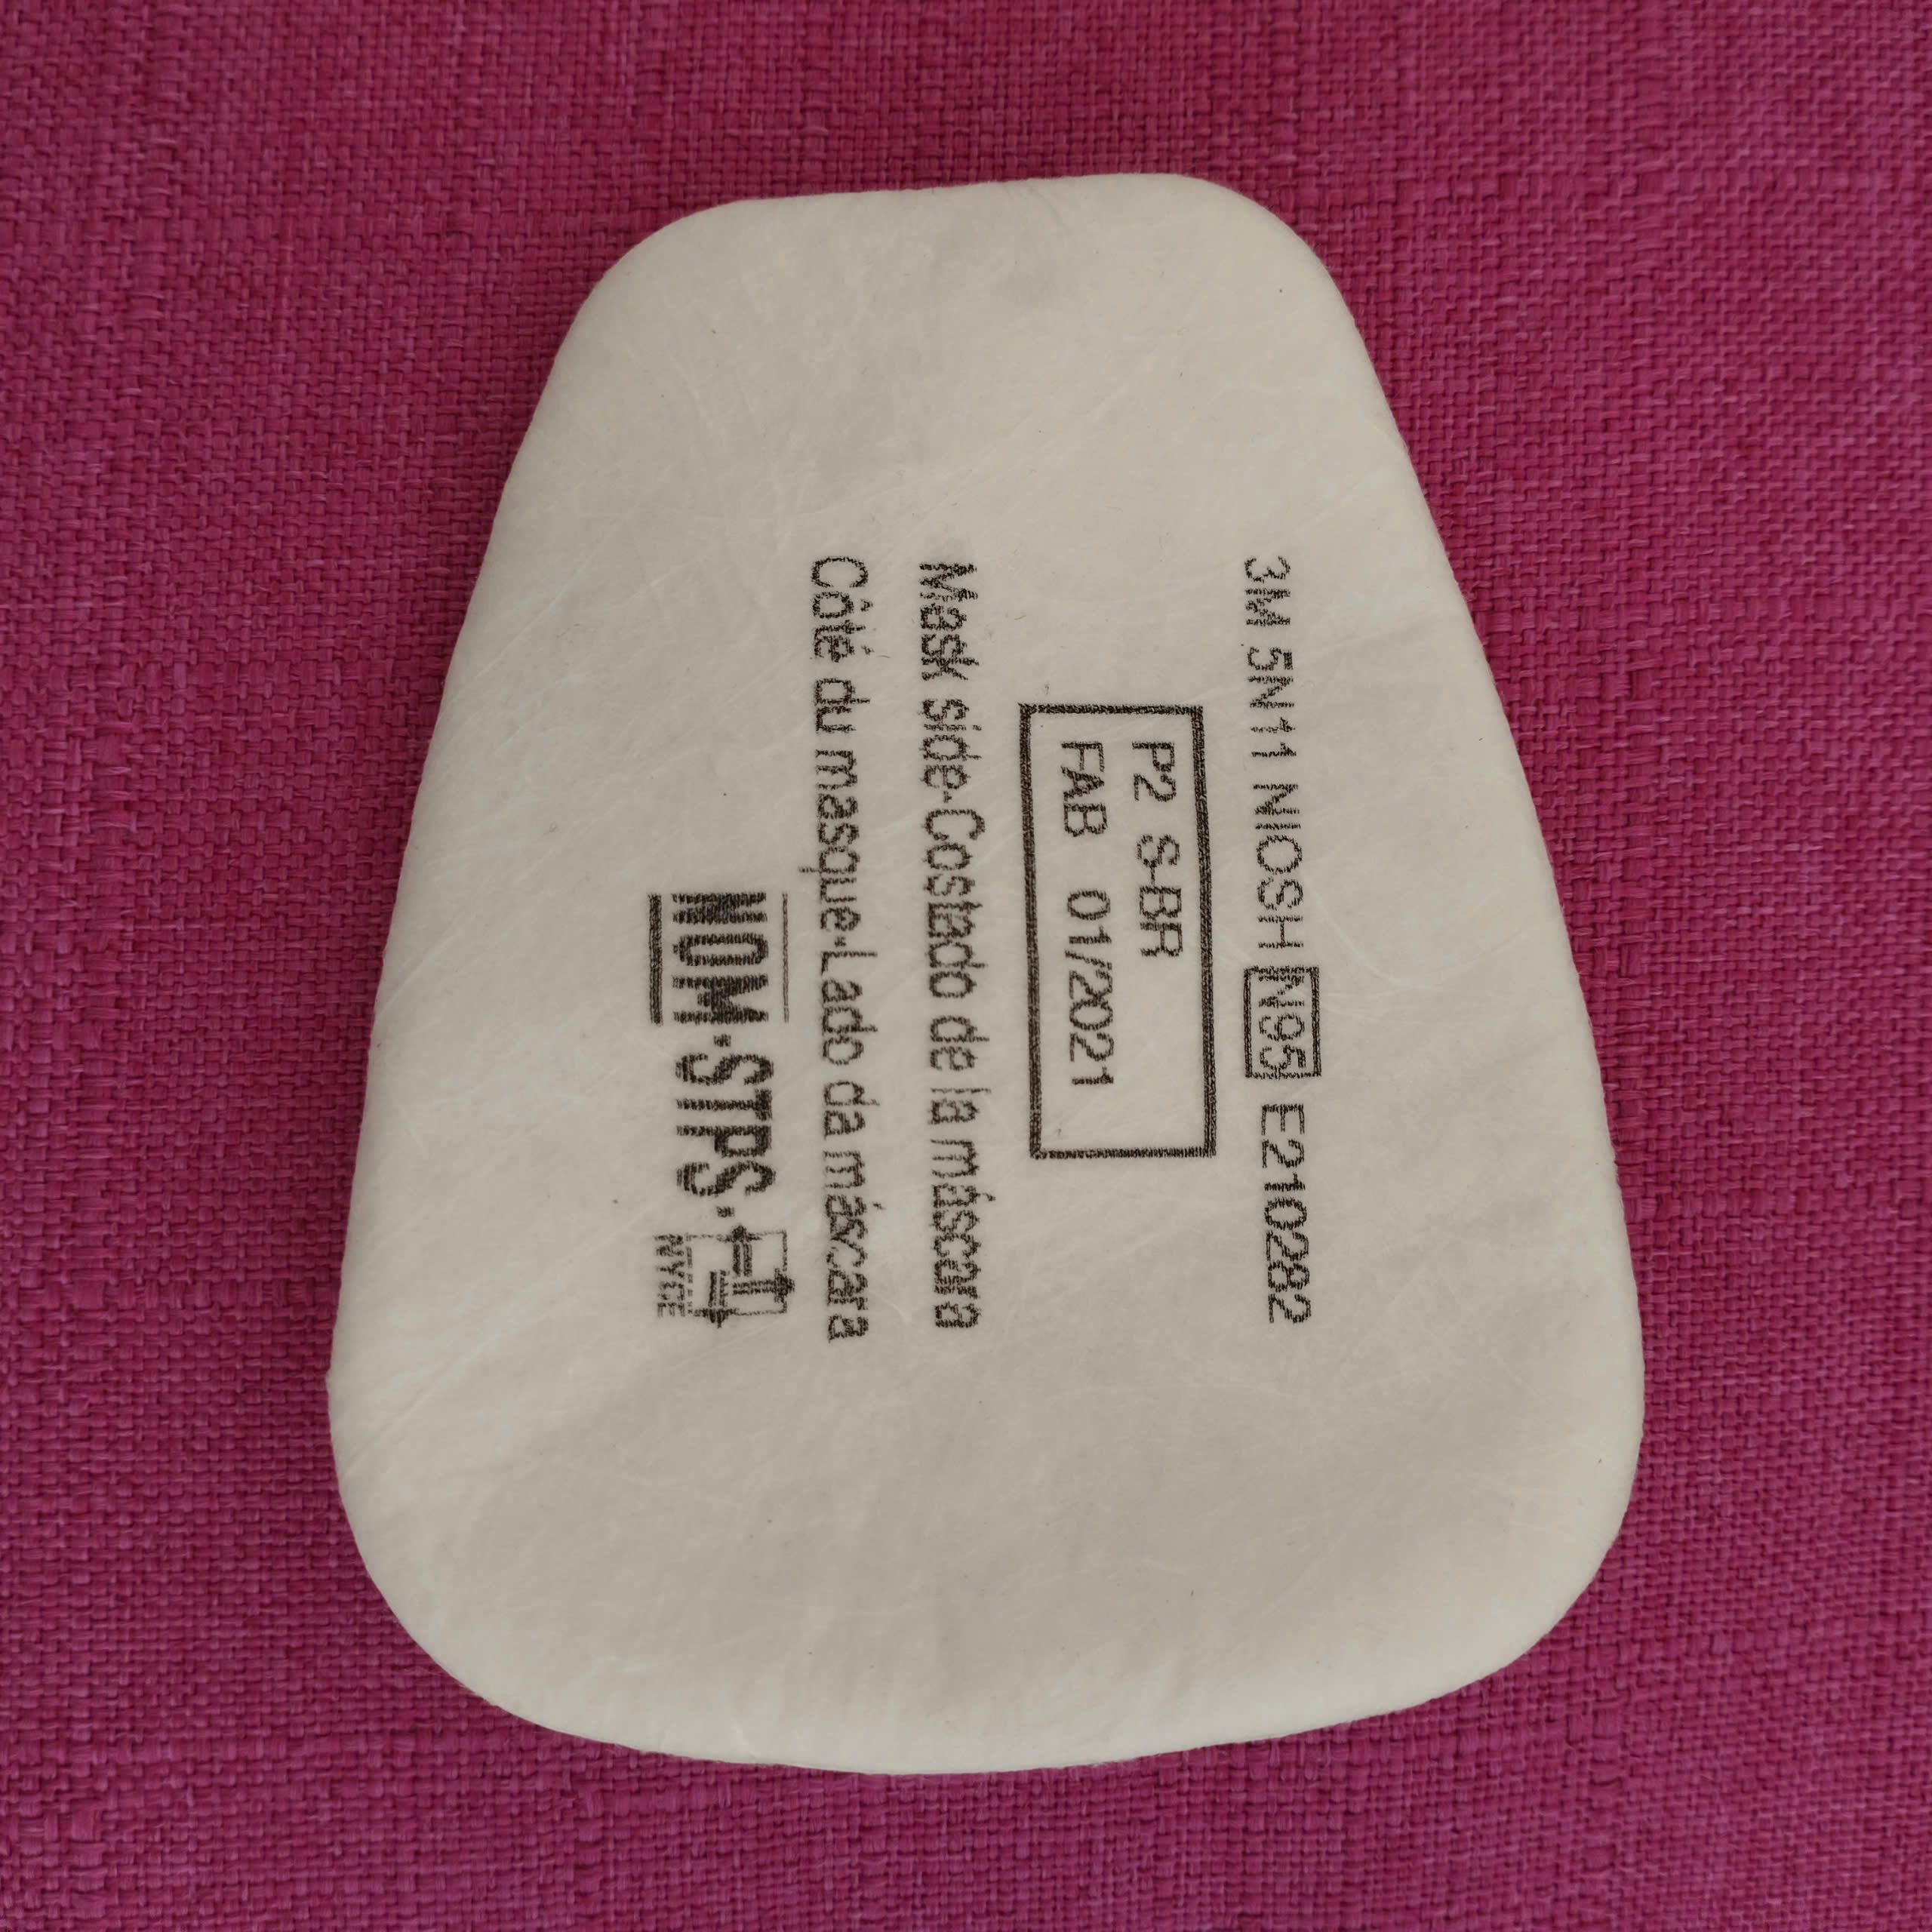 3M 5N11 NIOSH N95 E210282
P2 S-BR
FAB 01/2021
Mask side•Costado de la máscara
Côté du masque•Lado da máscara
NOM•STPS•
NYCE